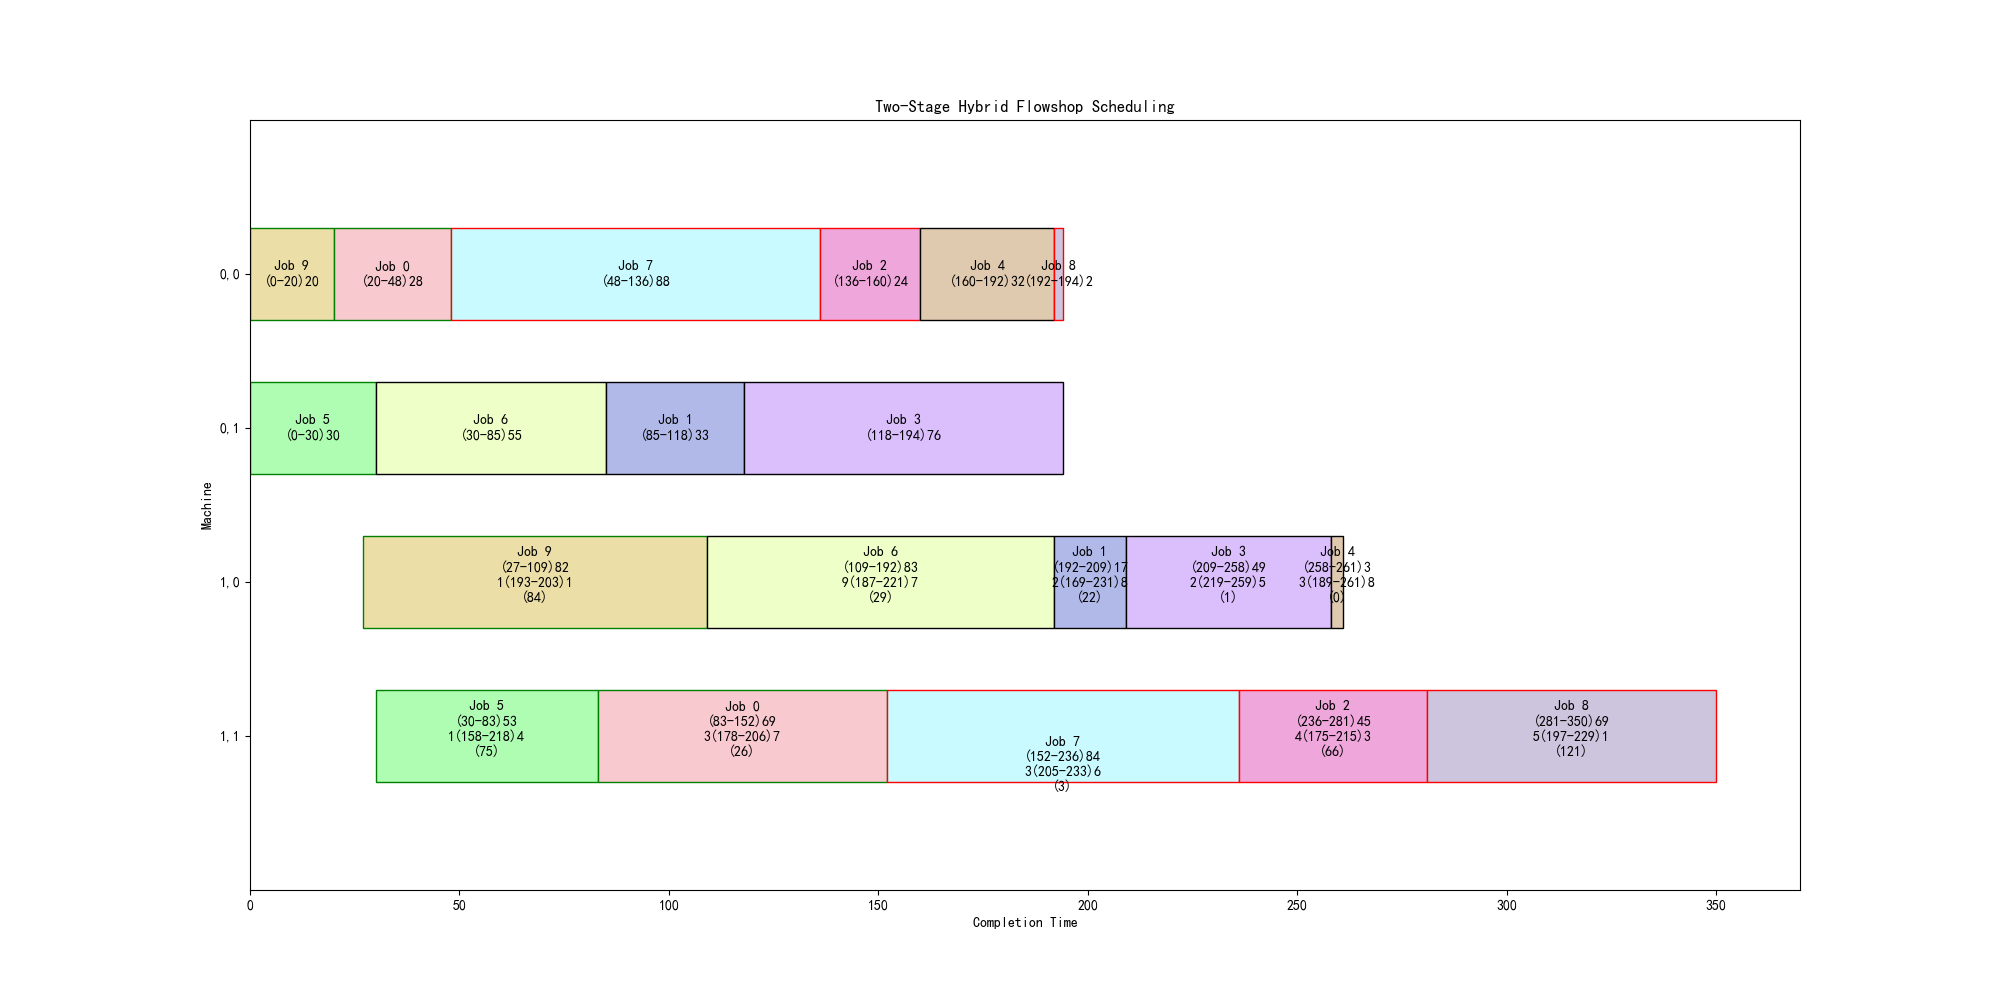 Two-Stage Hybrid Flowshop Scheduling
0,0
Job 9
(0-20)20
Job 0
(20-48)28
Job 7
(48-136)88
Job 2
(136-160)24
Job 4
(160-192)32
Job 8
(192-194)2
0,1
Job 5
(0-30)30
Job 6
(30-85)55
Job 1
(85-118)33
Job 3
(118-194)76
Machine
1,0
Job 9
(27-109)82
1(193-203)1
(84)
Job 6
(109-192)83
9(187-221)7
(29)
Job 1
(192-209)17
2(169-231)8
(22)
Job 3
(209-258)49
2(219-259)5
(1)
Job 4
(258-261)3
3(189-261)8
(0)
1,1
Job 5
(30-83)53
1(158-218)4
(75)
Job 0
(83-152)69
3(178-206)7
(26)
Job 7
(152-236)84
3(205-233)6
(3)
Job 2
(236-281)45
4(175-215)3
(66)
Job 8
(281-350)69
5(197-229)1
(121)
0
50
100
150
200
250
300
350
Completion Time